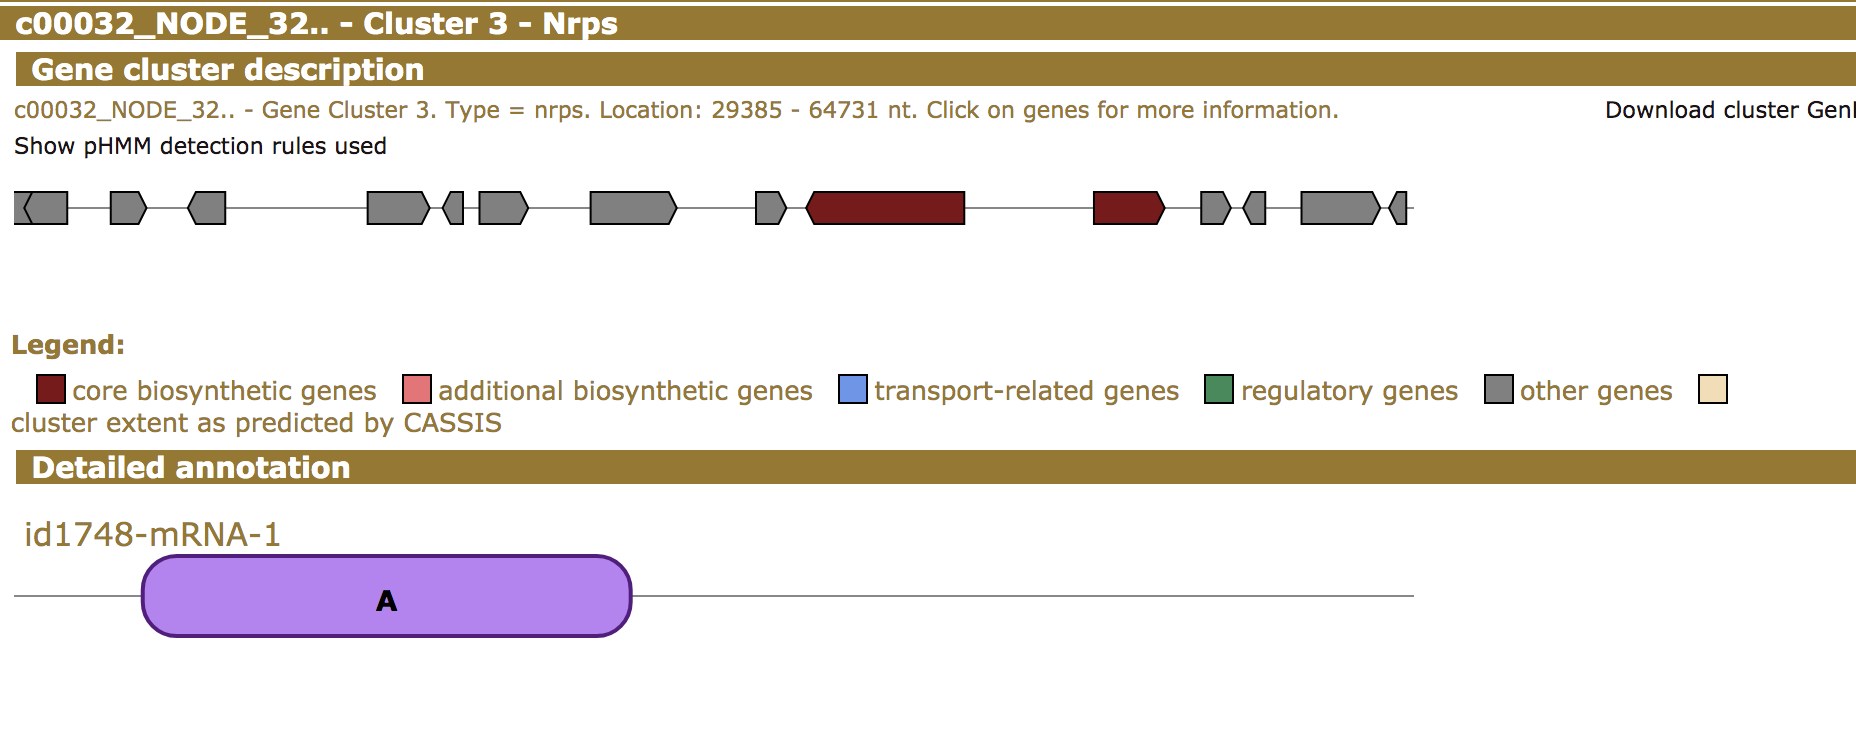 c00032_NODE_32.. - Cluster 3 - Nrps
Gene cluster description
c00032_NODE_32.. - Gene Cluster 3. Type = nrps. Location: 29385 - 64731 nt. Click on genes for more information.
Download cluster Gen
Show pHMM detection rules used
Legend:
core biosynthetic genes additional biosynthetic genes transport-related genes regulatory genes other genes
cluster extent as predicted by CASSIS
Detailed annotation
id1748-mRNA-1
A